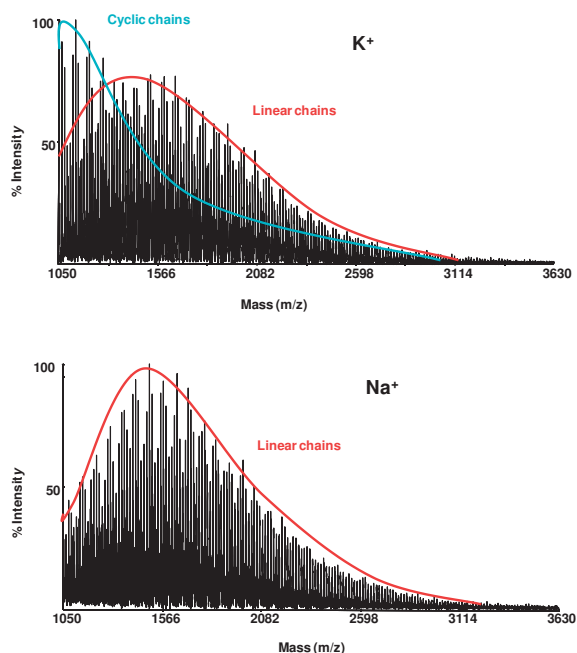 Cyclic chains
100
K+
Linear chains
50
% Intensity
1050 1566 2082 2598 3114 3630
Mass (m/z)
100
Na+
Linear chains
50
% Intensity
0
1050 1566 2082 2598 3114 3630
Mass (m/z)